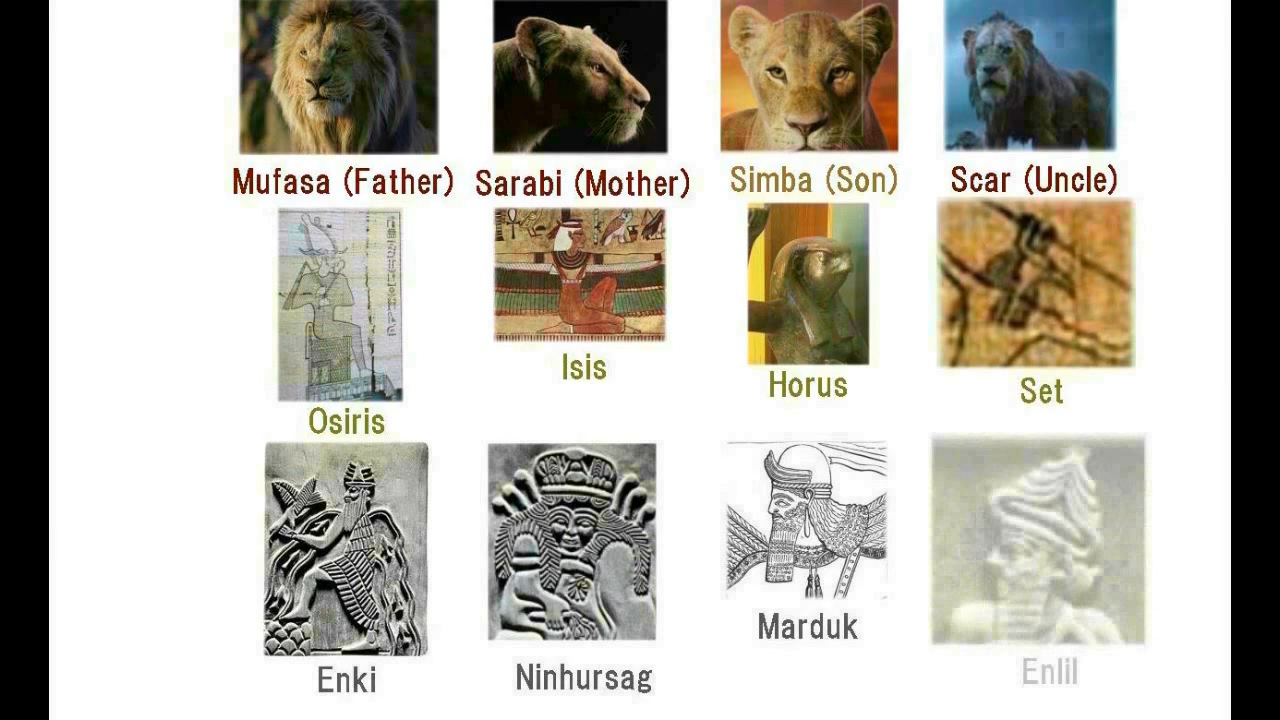 Mufasa (Father)
Sarabi (Mother)
Simba (Son)
Scar (Uncle)
Osiris
Isis
Horus
Set
Enki
Ninhursag
Marduk
Enlil